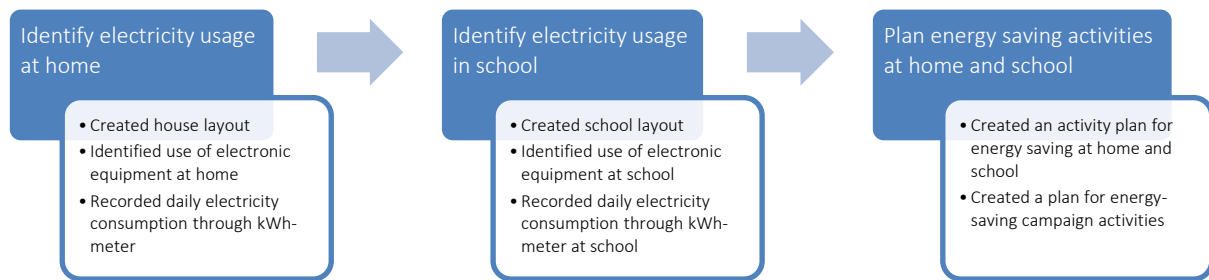 Identify electricity usage
at home
• Created house layout
• Identified use of electronic
equipment at home
• Recorded daily electricity
consumption through kWh-
meter
Identify electricity usage
in school
• Created school layout
• Identified use of electronic
equipment at school
• Recorded daily electricity
consumption through kWh-
meter at school
Plan energy saving activities
at home and school
• Created an activity plan for
energy saving at home and
school
• Created a plan for energy-
saving campaign activities